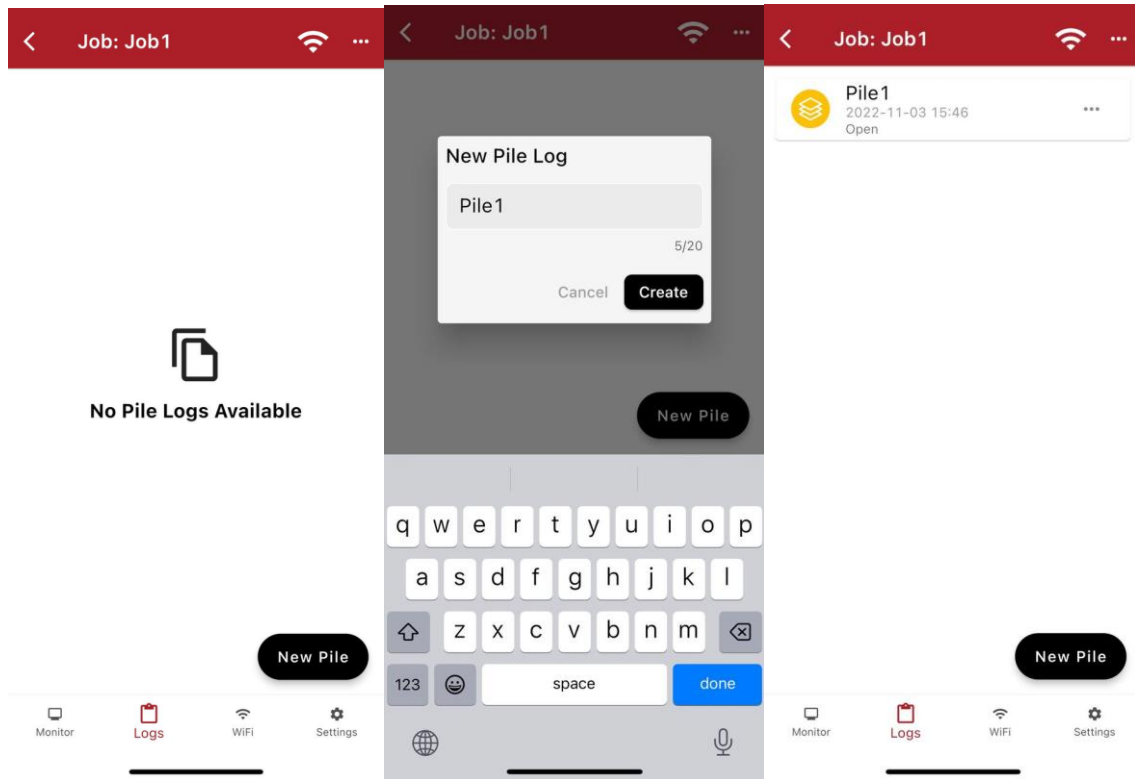 Job: Job1
No Pile Logs Available
New Pile
Monitor
Logs
WiFi
Settings
Job: Job1
New Pile Log
Pile1
5/20
Cancel
Create
New Pile
q w e r t y u i o p
a s d f g h j k l
z x c v b n m
123
space
done
Job: Job1
Pile1
2022-11-03 15:46
Open
New Pile
Monitor
Logs
WiFi
Settings